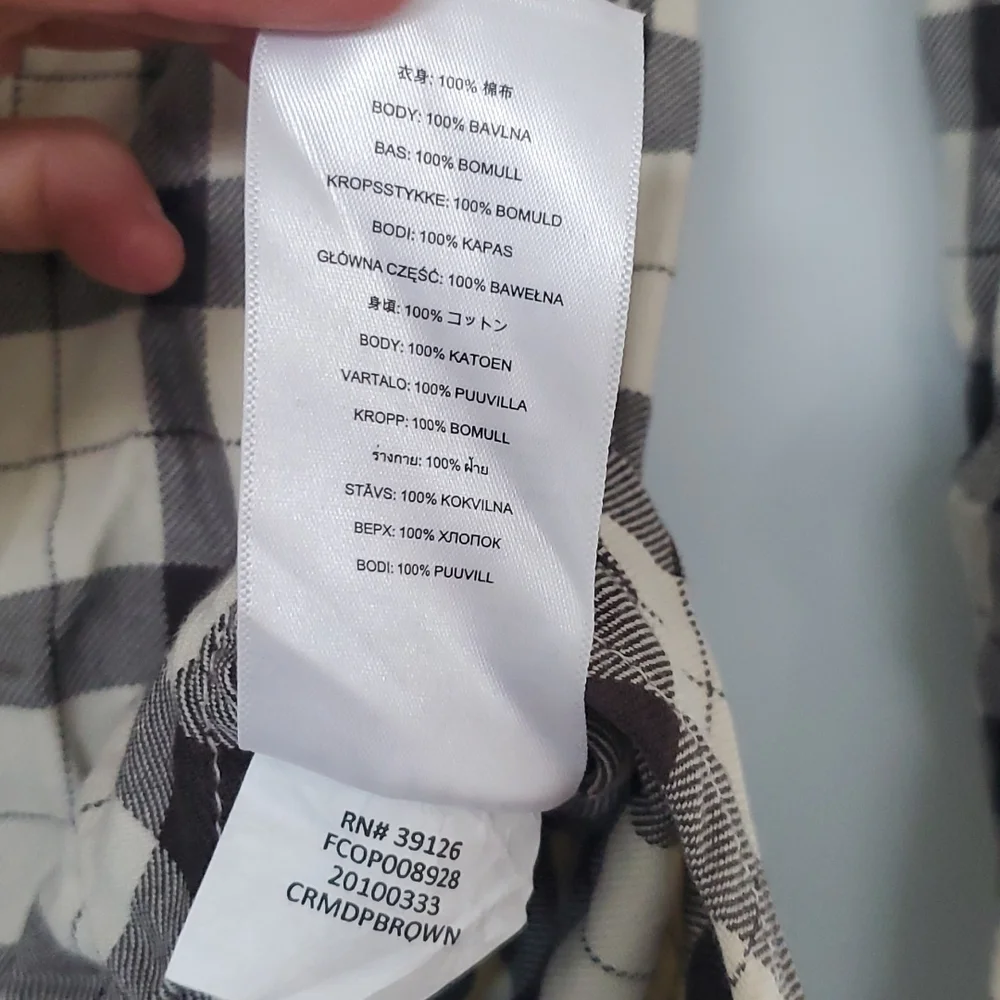 衣身: 100% 棉布
BODY: 100% BAVLNA
BAS: 100% BOMULL
KROPSSTYKKE: 100% BOMULD
BODI: 100% KAPAS
GŁÓWNA CZĘŚĆ: 100% BAWEŁNA
身頃: 100% コットン
BODY: 100% KATOEN
VARTALO: 100% PUUVILLA
KROPP: 100% BOMULL
ร่างกาย: 100% ฝ้าย
STĀVS: 100% KOKVILNA
ВЕРХ: 100% ХЛОПОК
BODI: 100% PUUVILL
RN# 39126
FCOP008928
20100333
CRMDPBROWN